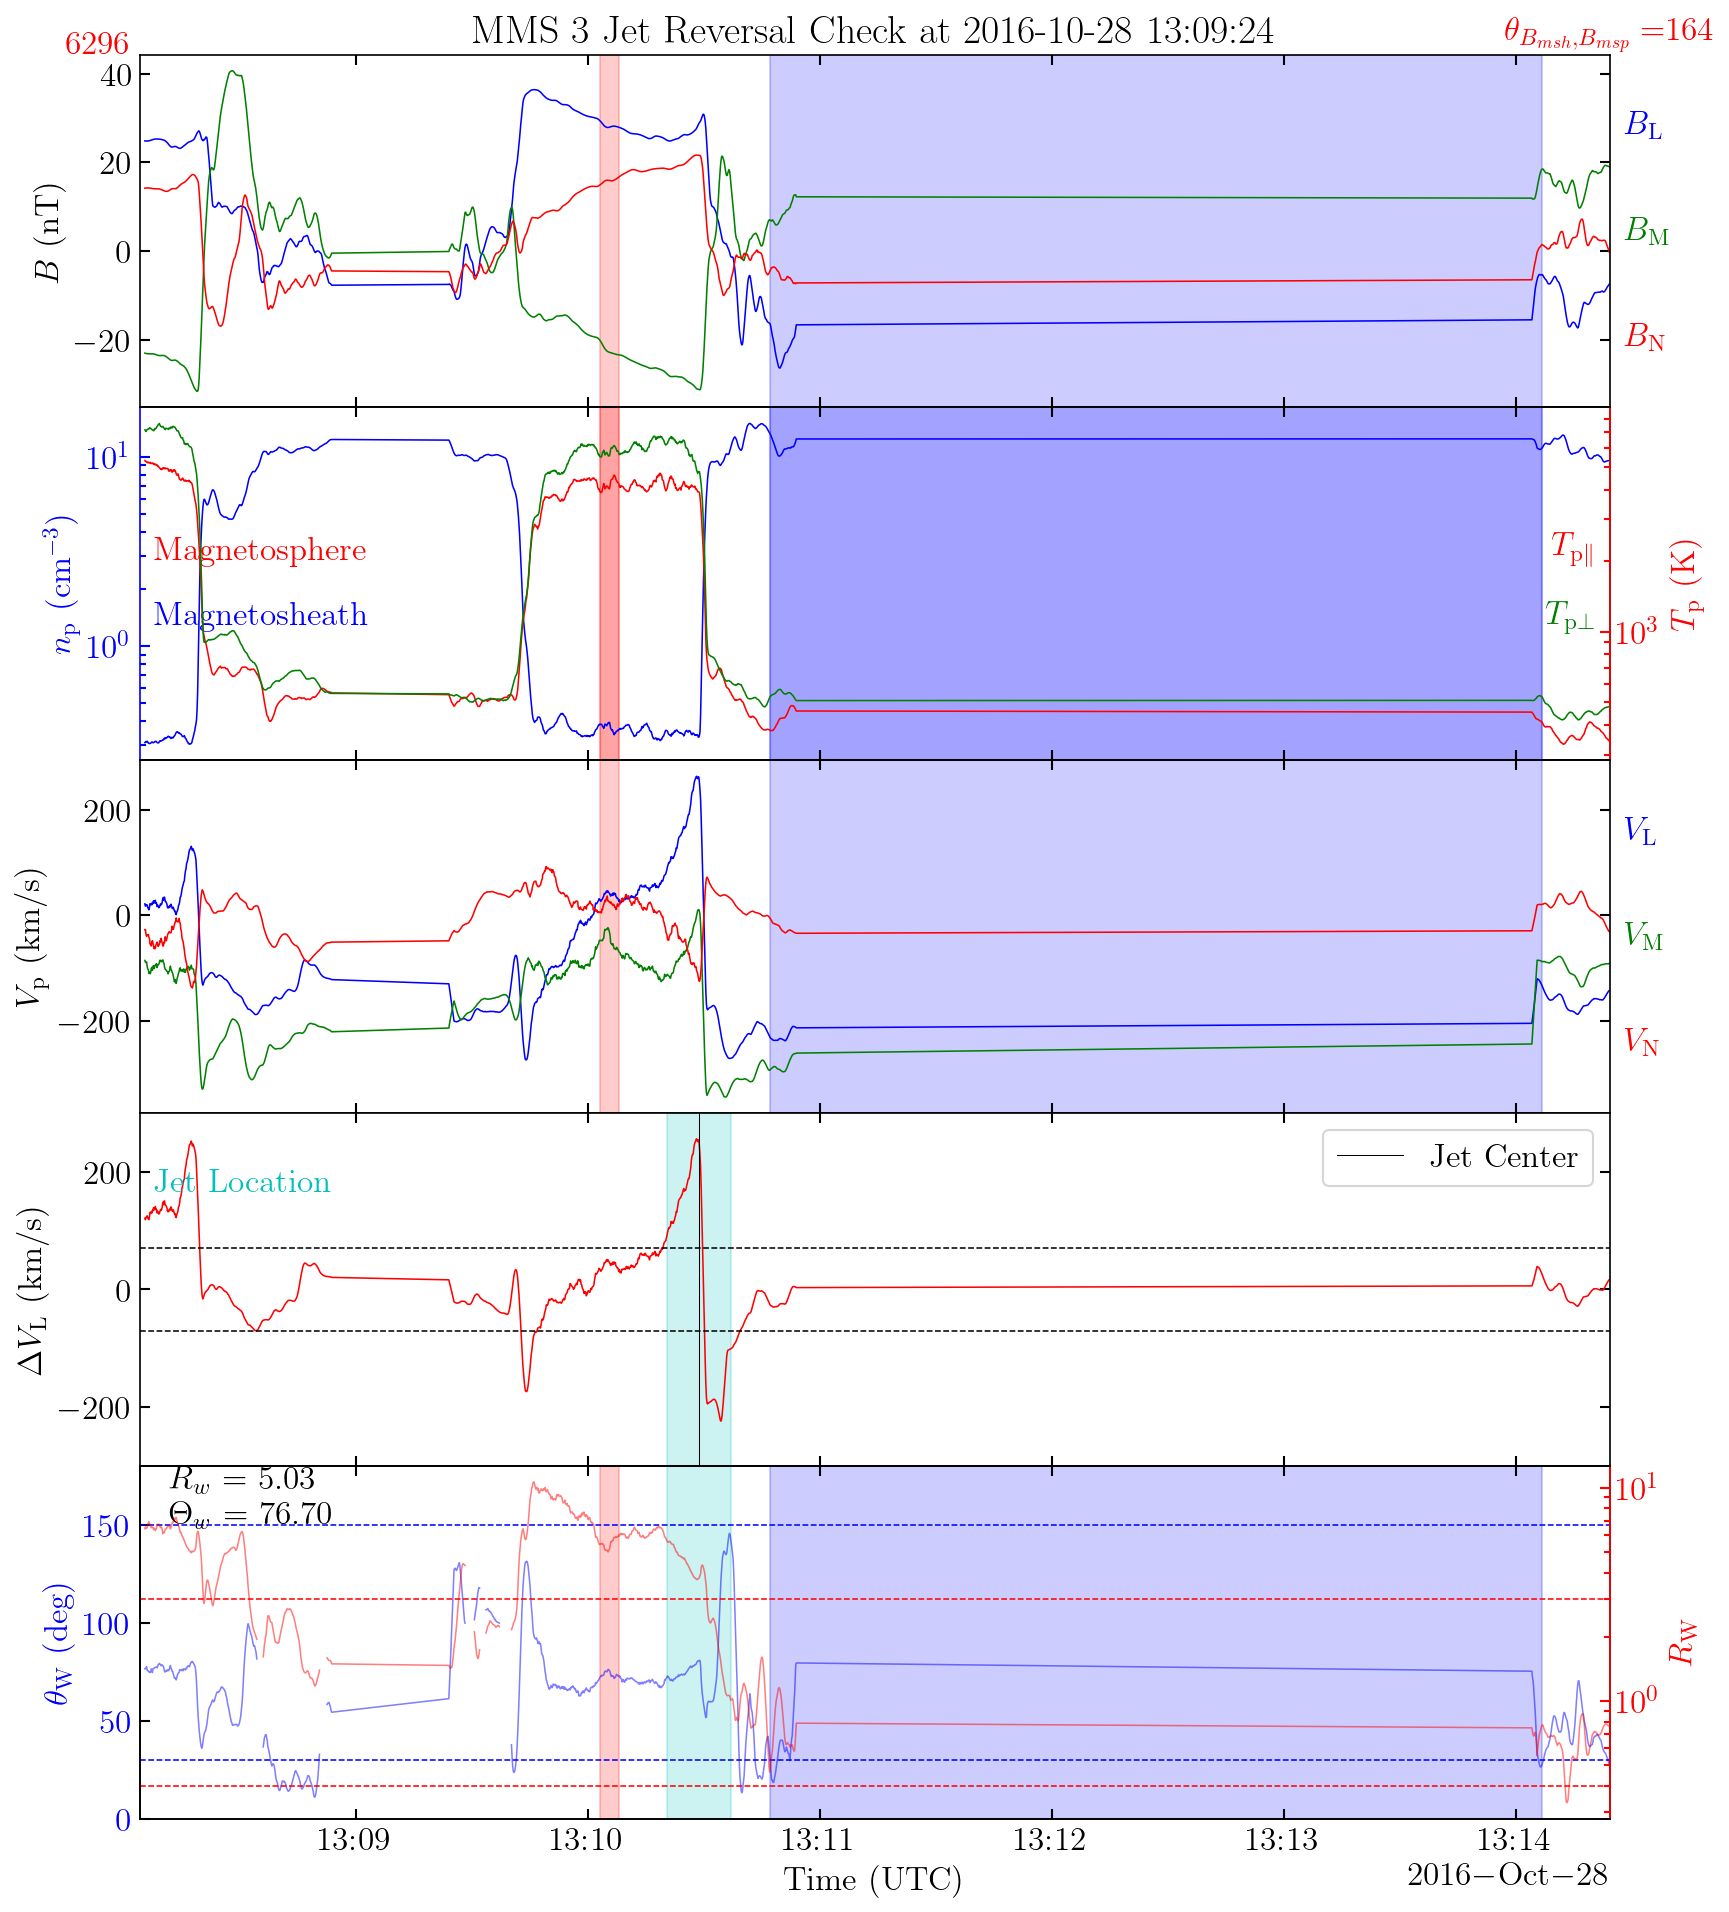 MMS 3 Jet Reversal Check at 2016-10-28 13:09:24
6296
θ_{B_{msh},B_{msp}} =164
40
20
0
−20
B (nT)
B_L
B_M
B_N
10^1
10^0
n_p (cm^{−3})
Magnetosphere
Magnetosheath
T_{p∥}
T_{p⊥}
10^3
T_p (K)
200
0
−200
V_p (km/s)
V_L
V_M
V_N
200
0
−200
ΔV_L (km/s)
Jet Location
Jet Center
R_w = 5.03
Θ_w = 76.70
150
100
50
0
θ_W (deg)
10^1
10^0
R_W
13:09
13:10
13:11
13:12
13:13
13:14
Time (UTC)
2016−Oct−28